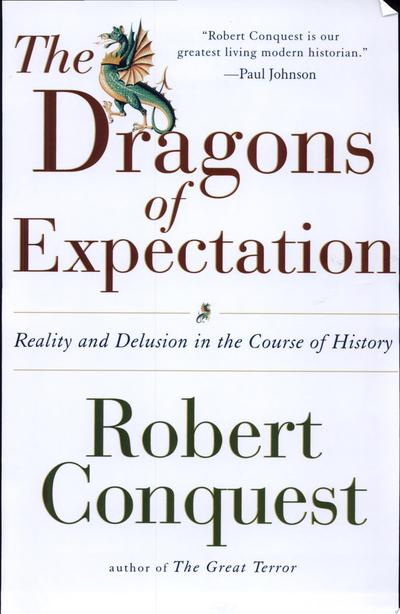 "Robert Conquest is our
greatest living modern historian."
—Paul Johnson
The
Dragons
of
Expectation
Reality and Delusion in the Course of History
Robert
Conquest
author of The Great Terror